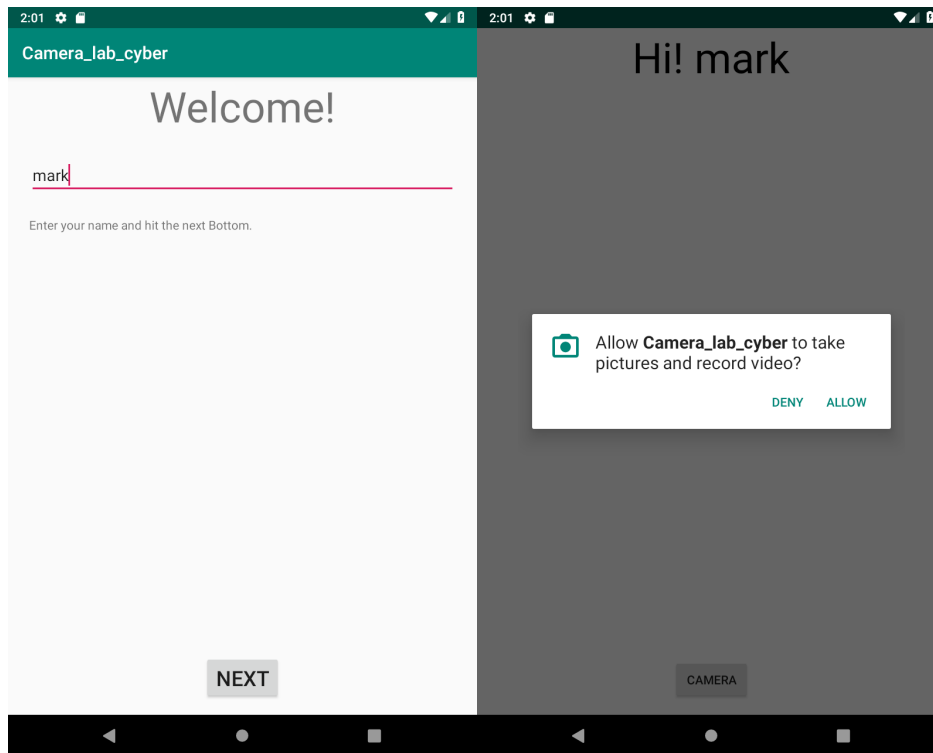 2:01
Camera_lab_cyber
Welcome!
mark
Enter your name and hit the next Bottom.
NEXT
2:01
Hi! mark
Allow Camera_lab_cyber to take
pictures and record video?
DENY ALLOW
CAMERA